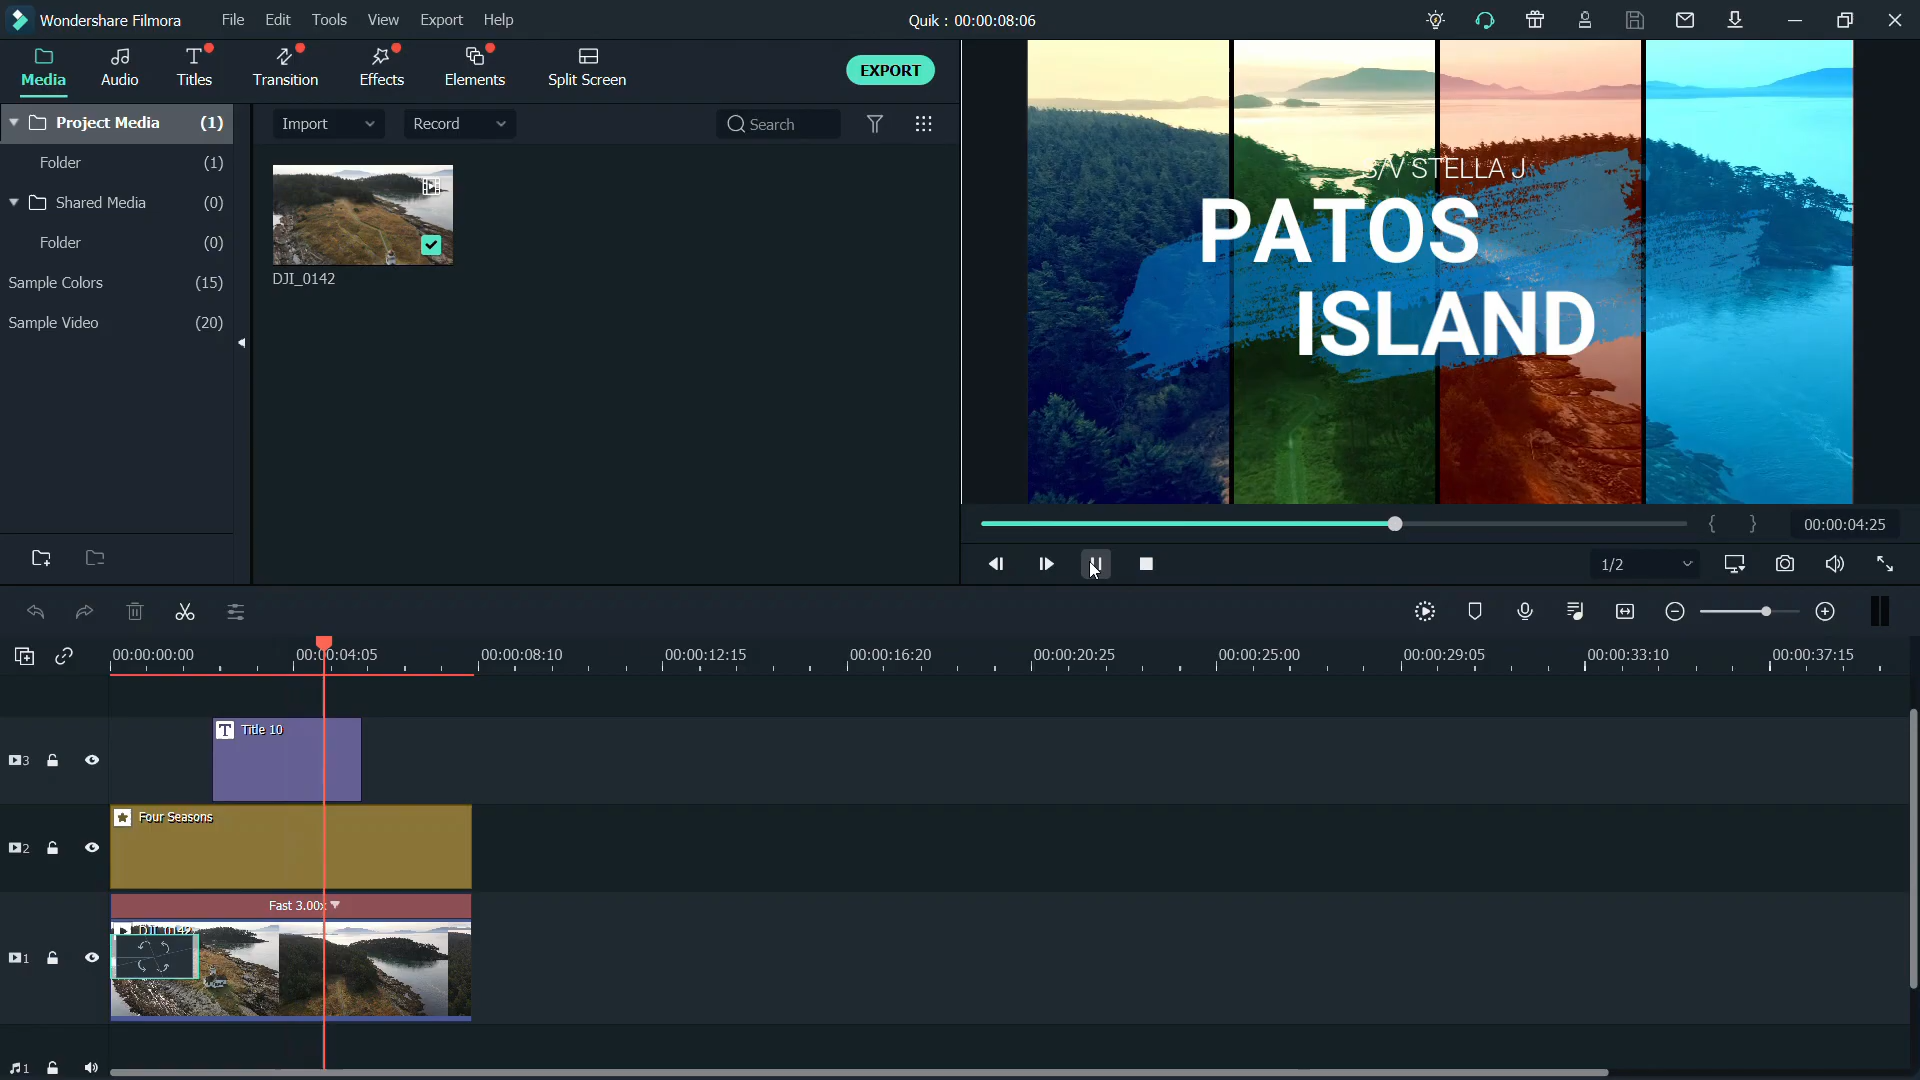 Wondershare Filmora
File Edit Tools View Export Help
Quik : 00:00:08:06
Media Audio Titles Transition Effects Elements Split Screen
EXPORT
Project Media (1)
Folder (1)
Shared Media (0)
Folder (0)
Sample Colors (15)
Sample Video (20)
Import Record Search
DJI_0142
S/V STELLA J
PATOS
ISLAND
00:00:04:25
1/2
00:00:00:00 00:00:04:05 00:00:08:10 00:00:12:15 00:00:16:20 00:00:20:25 00:00:25:00 00:00:29:05 00:00:33:10 00:00:37:15
3
T Title 10
2
Four Seasons
Fast 3.00x
DJI_0142
1
1